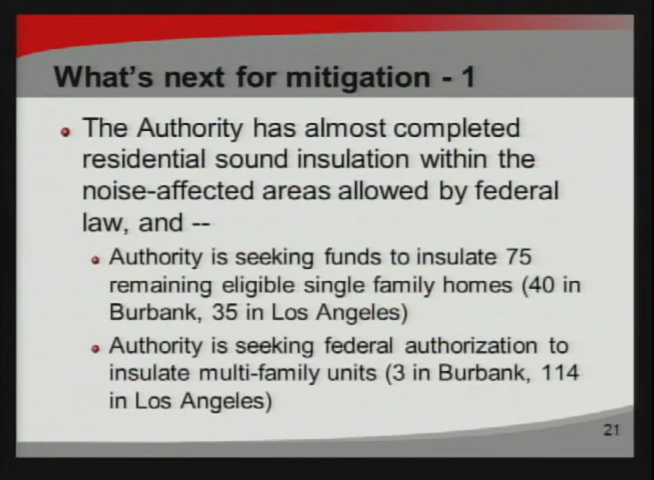 What's next for mitigation - 1
The Authority has almost completed
residential sound insulation within the
noise-affected areas allowed by federal
law, and --
Authority is seeking funds to insulate 75
remaining eligible single family homes (40 in
Burbank, 35 in Los Angeles)
Authority is seeking federal authorization to
insulate multi-family units (3 in Burbank, 114
in Los Angeles)
21